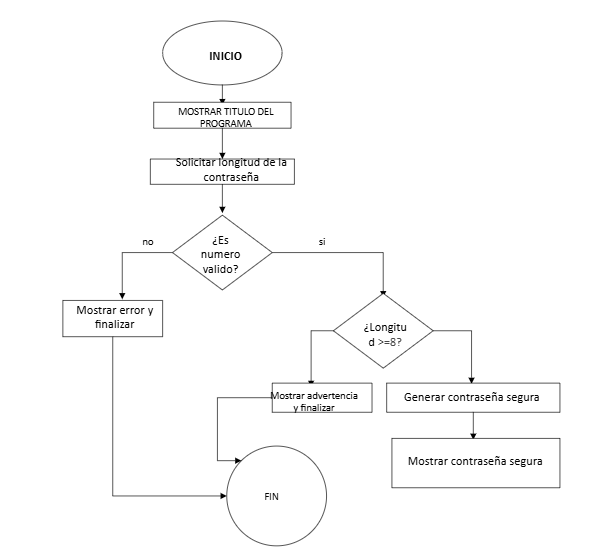 INICIO
MOSTRAR TITULO DEL
PROGRAMA
Solicitar longitud de la
contraseña
¿Es
numero
valido?
no
si
Mostrar error y
finalizar
¿Longitu
d >=8?
Mostrar advertencia
y finalizar
Generar contraseña segura
Mostrar contraseña segura
FIN